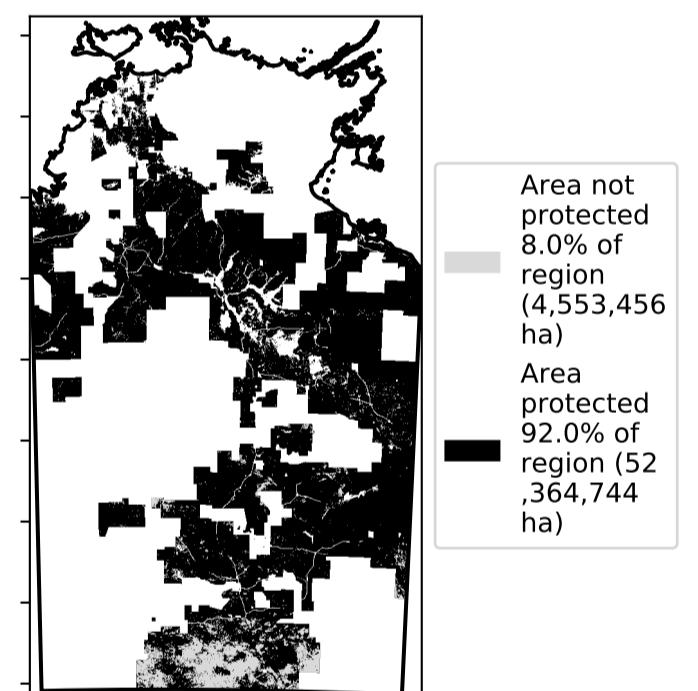 Area not
protected
8.0% of
region
(4,553,456
ha)
Area
protected
92.0% of
region (52
,364,744
ha)